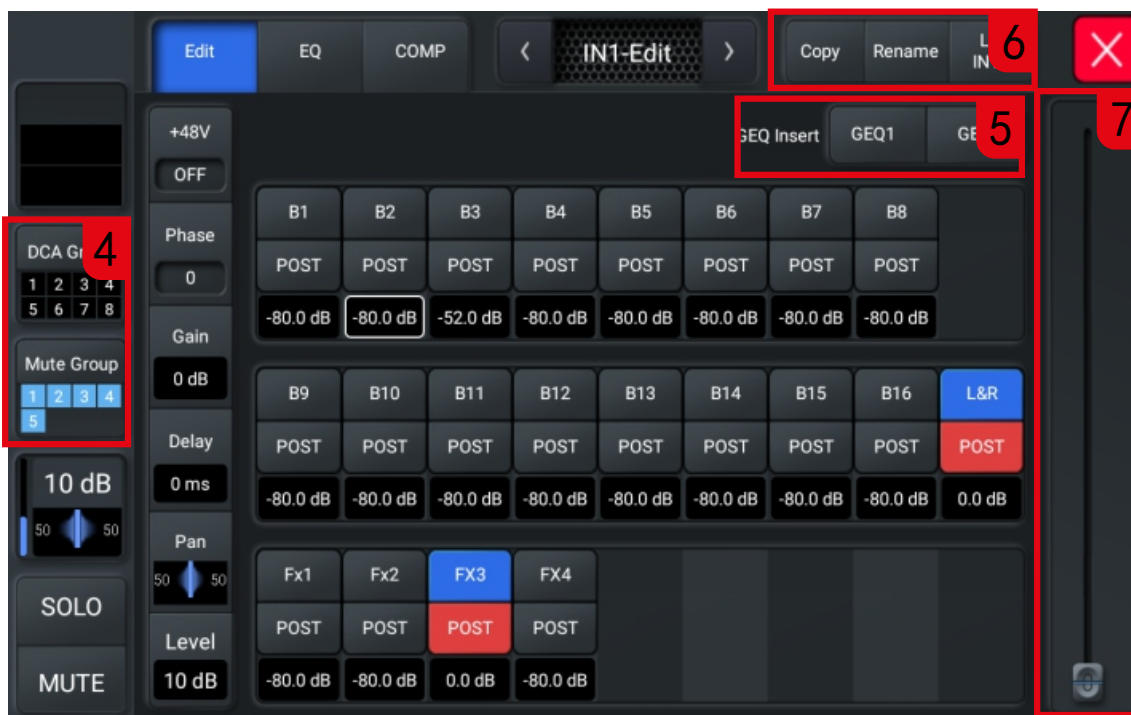 Edit EQ COMP < IN1-Edit > Copy Rename 6
7
+48V GEQ Insert GEQ1 5
OFF
B1 B2 B3 B4 B5 B6 B7 B8
Phase
DCA 4
POST POST POST POST POST POST POST POST
0
1 2 3 4
5 6 7 8
-80.0 dB -80.0 dB -52.0 dB -80.0 dB -80.0 dB -80.0 dB -80.0 dB -80.0 dB
Gain
Mute Group
0 dB
1 2 3 4
5
B9 B10 B11 B12 B13 B14 B15 B16 L&R
Delay
POST POST POST POST POST POST POST POST POST
10 dB
0 ms
-80.0 dB -80.0 dB -80.0 dB -80.0 dB -80.0 dB -80.0 dB -80.0 dB -80.0 dB 0.0 dB
50 50
Pan
50 50
Fx1 Fx2 FX3 FX4
SOLO
POST POST POST POST
Level
MUTE
10 dB
-80.0 dB -80.0 dB 0.0 dB -80.0 dB